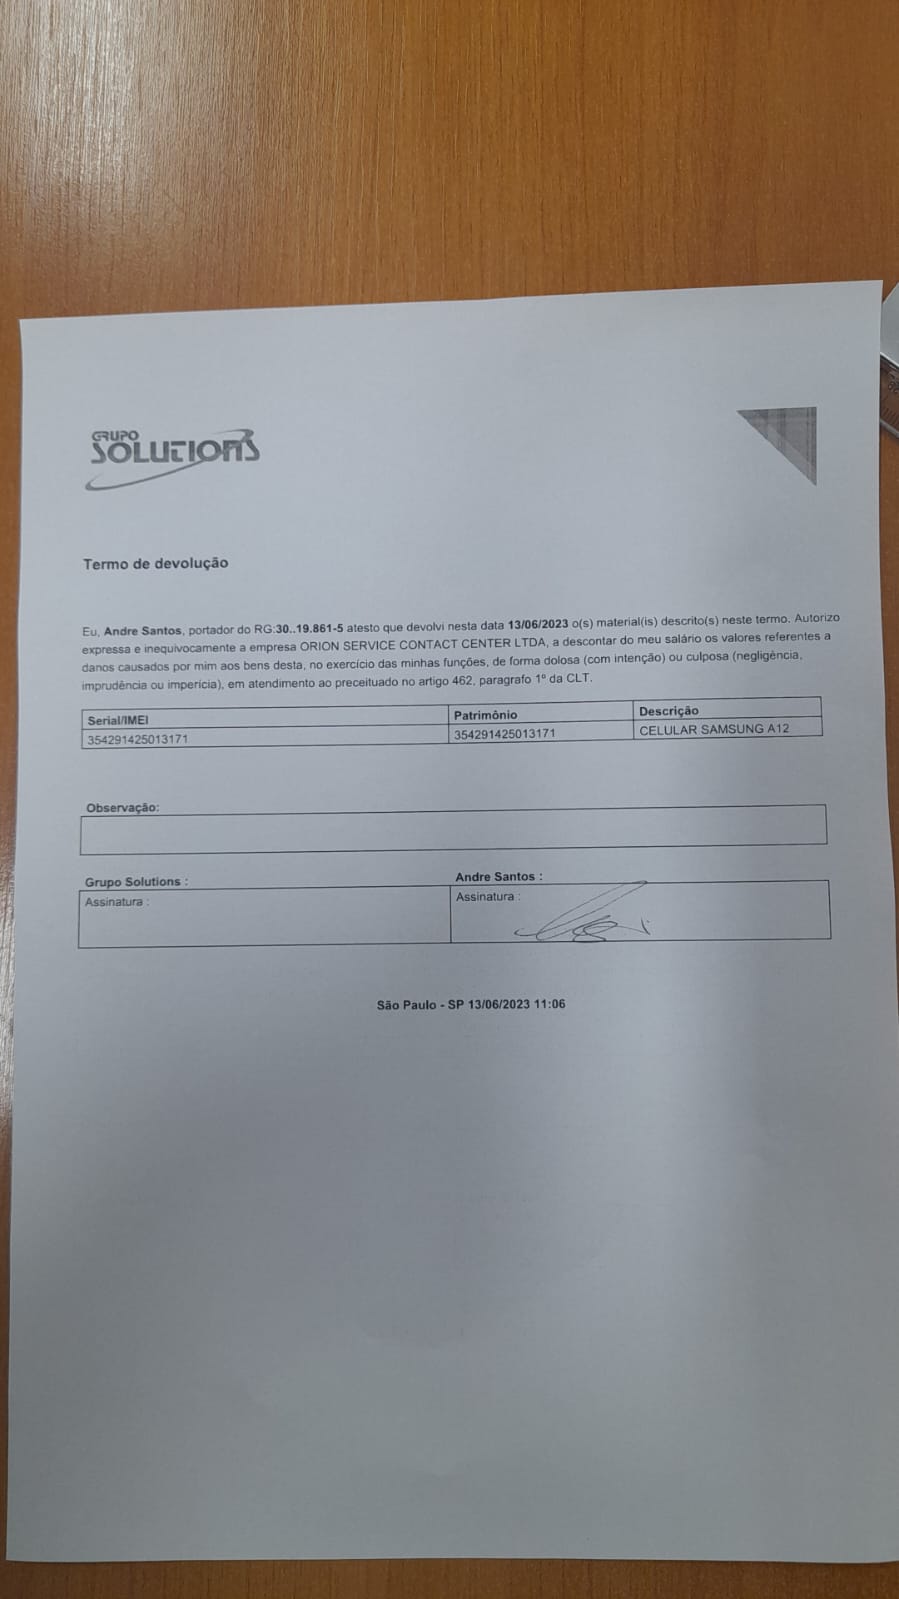 GRUPO
SOLUTIONS
Termo de devolução
Eu, Andre Santos, portador do RG:30..19.861-5 atesto que devolvi nesta data 13/06/2023 o(s) material(is) descrito(s) neste termo. Autorizo
expressa e inequivocamente a empresa ORION SERVICE CONTACT CENTER LTDA, a descontar do meu salário os valores referentes a
danos causados por mim aos bens desta, no exercício das minhas funções, de forma dolosa (com intenção) ou culposa (negligência,
imprudência ou imperícia), em atendimento ao preceituado no artigo 462, paragrafo 1º da CLT.
Serial/IMEI Patrimônio Descrição
354291425013171 354291425013171 CELULAR SAMSUNG A12
Observação:
Grupo Solutions : Andre Santos :
Assinatura : Assinatura :
São Paulo - SP 13/06/2023 11:06